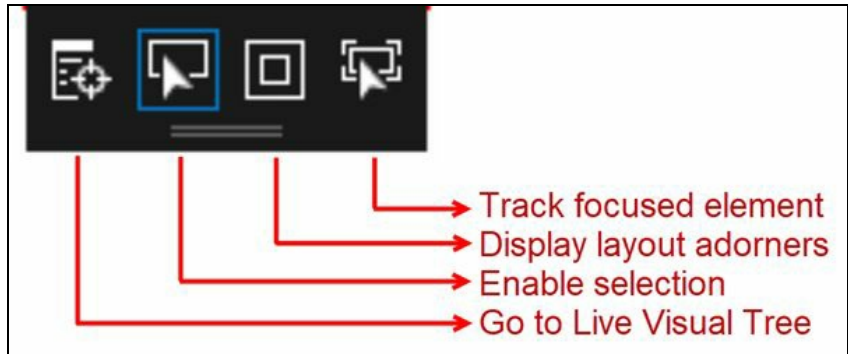 Track focused element
Display layout adorners
Enable selection
Go to Live Visual Tree